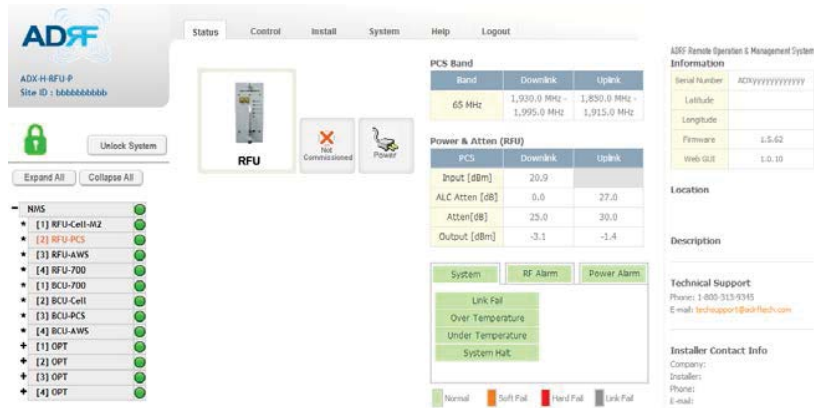 ADRF
Status Control Install System Help Logout
ADX-H-RFU-P
Site ID : bbbbbbbbbb
Unlock System
Expand All Collapse All
NMS
[1] RFU-Cell-M2
[2] RFU-PCS
[3] RFU-AWS
[4] RFU-700
[1] BCU-700
[2] BCU-Cell
[3] BCU-PCS
[4] BCU-AWS
[1] OPT
[2] OPT
[3] OPT
[4] OPT
RFU
Not
Commissioned
Power
PCS Band
Band Downlink Uplink
65 MHz 1,930.0 MHz - 1,995.0 MHz 1,850.0 MHz - 1,915.0 MHz
Power & Atten (RFU)
PCS Downlink Uplink
Input [dBm] 20.9
ALC Atten [dB] 0.0 27.0
Atten[dB] 25.0 30.0
Output [dBm] -3.1 -1.4
System RF Alarm Power Alarm
Link Fail
Over Temperature
Under Temperature
System Halt
Normal Soft Fail Hard Fail Link Fail
ADRF Remote Operation & Management System
Information
Serial Number ADXyyyyyyyyyyy
Latitude
Longitude
Firmware 1.5.62
Web GUI 1.0.10
Location
Description
Technical Support
Phone: 1-800-313-9345
E-mail: techsupport@adrftech.com
Installer Contact Info
Company:
Installer:
Phone:
E-mail: